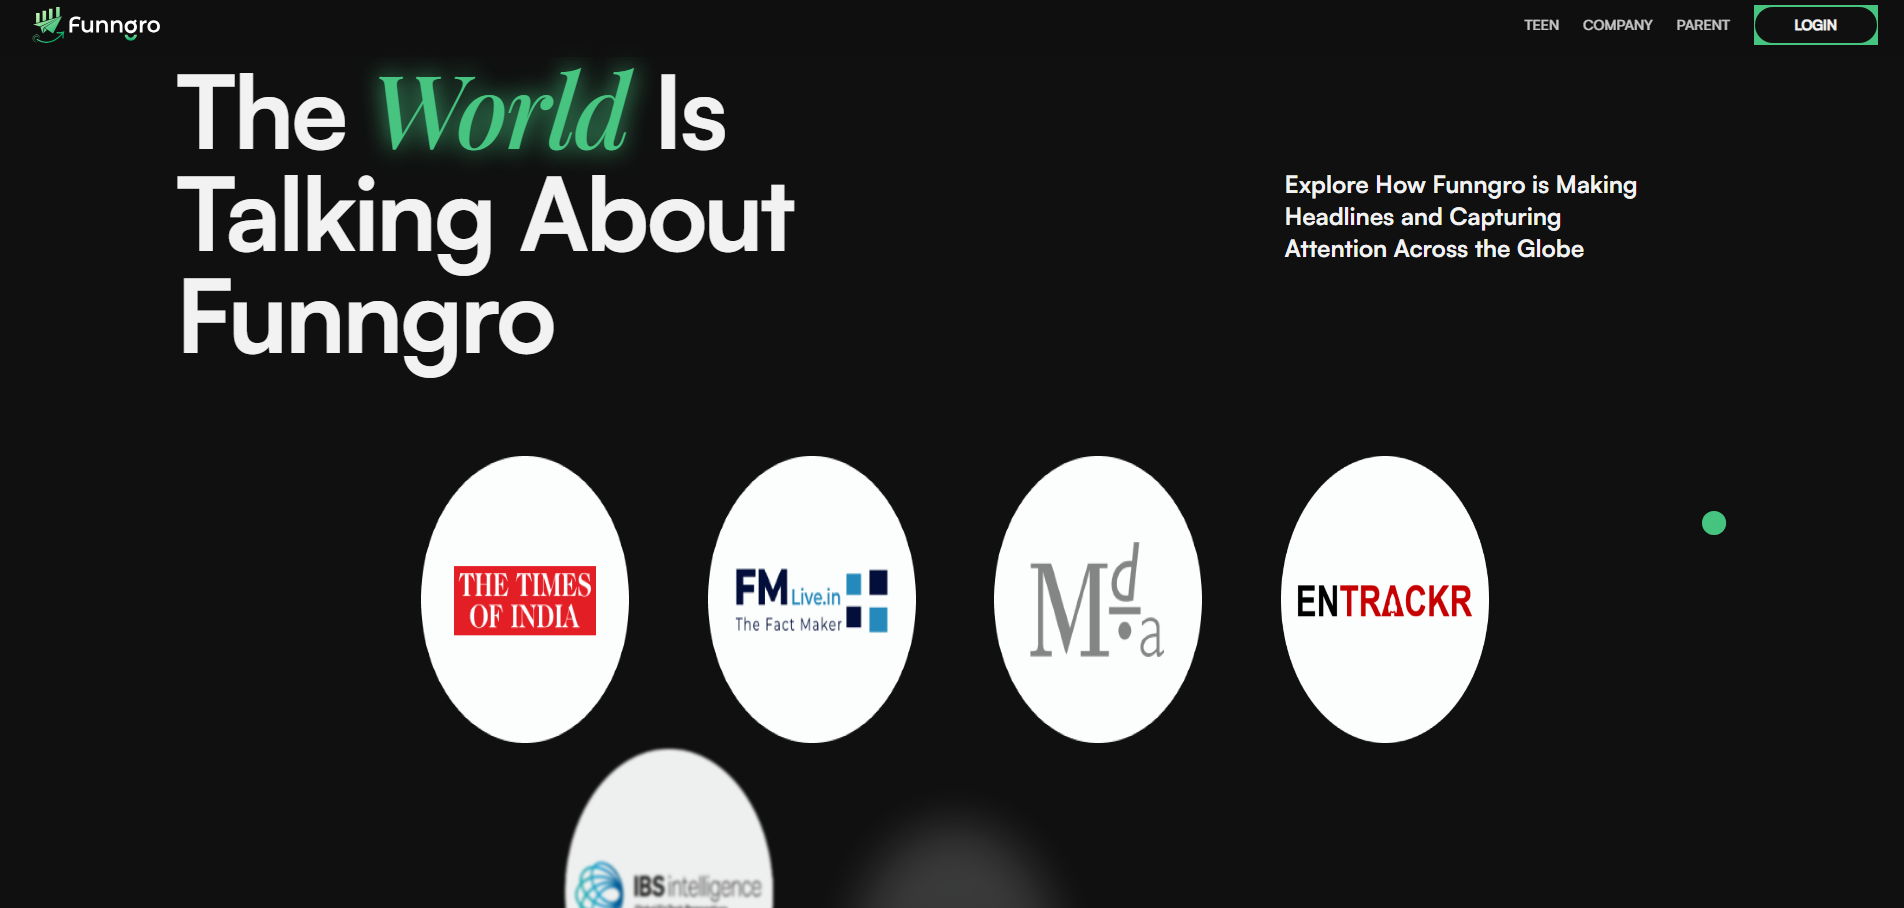 Funngro
TEEN COMPANY PARENT LOGIN
The World Is
Talking About
Funngro
Explore How Funngro is Making
Headlines and Capturing
Attention Across the Globe
THE TIMES
OF INDIA
FM Live.in
The Fact Maker
Md.a
ENTRACKR
IBS intelligence